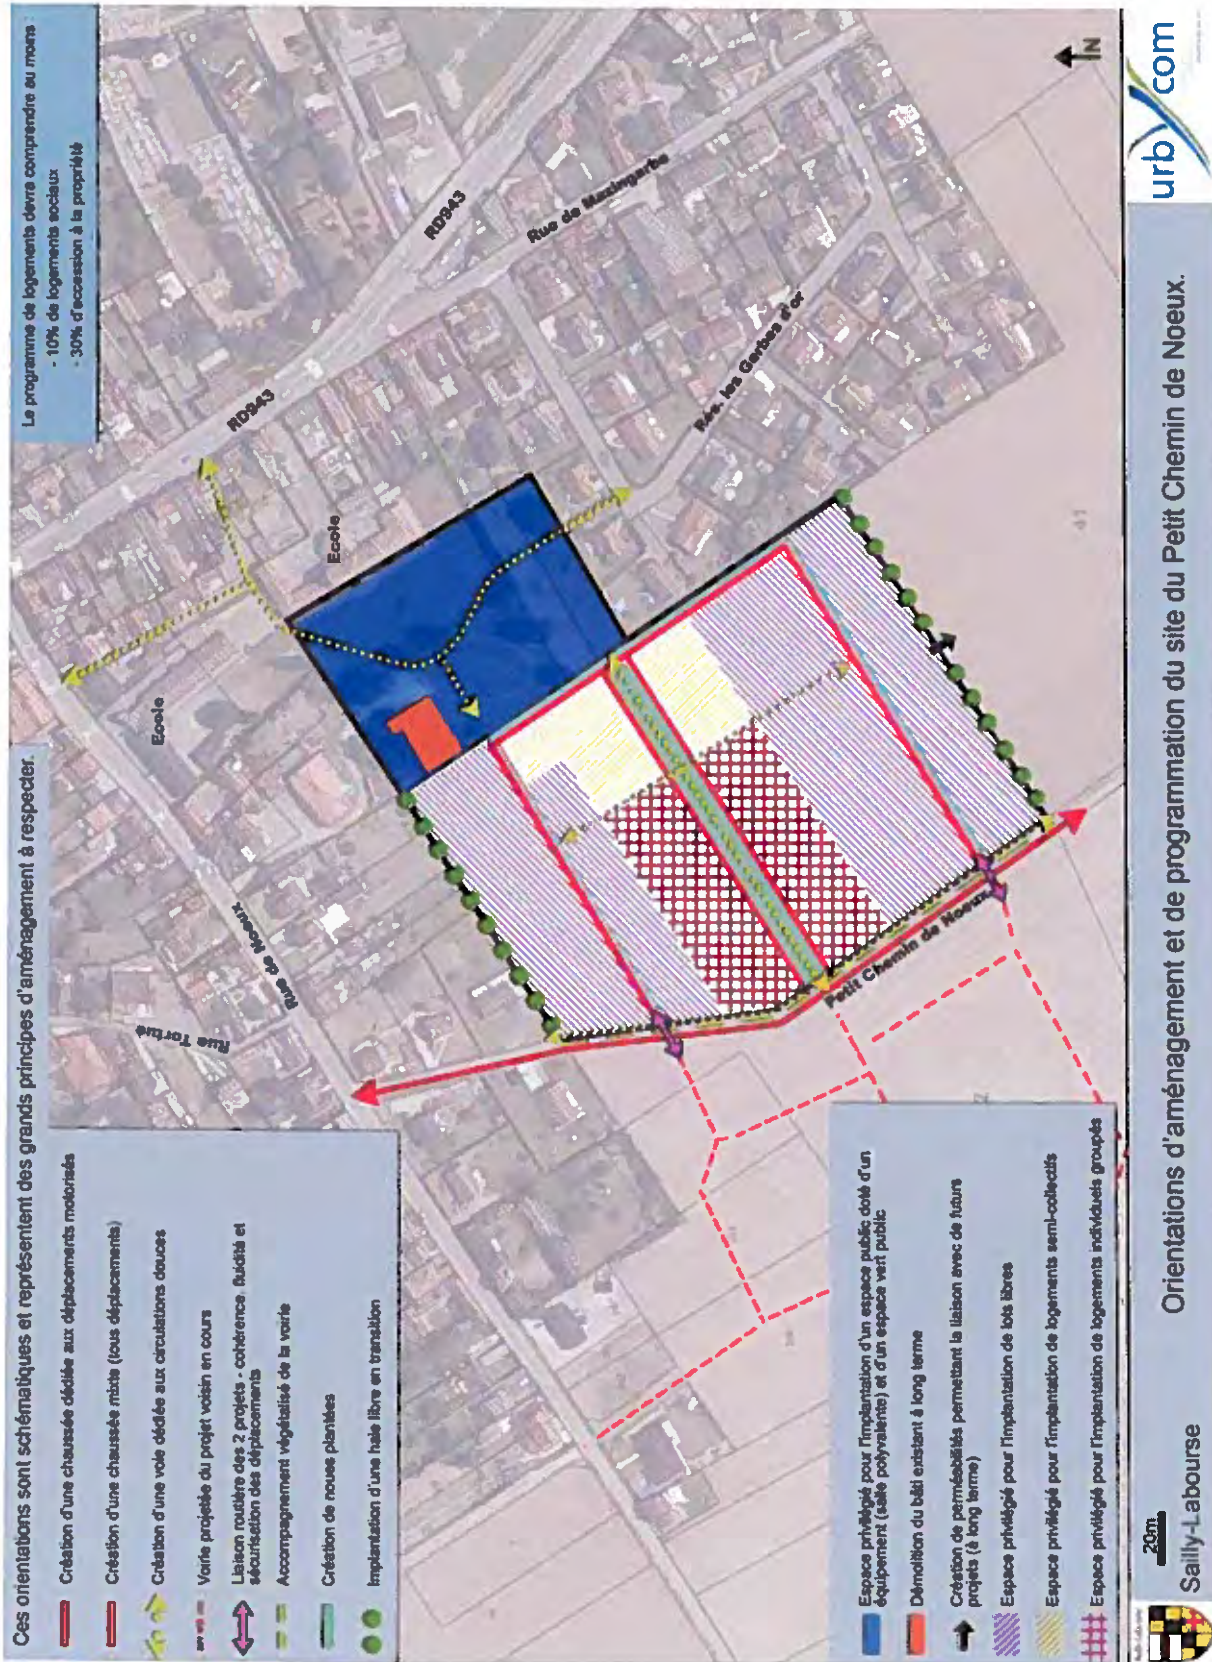 Ces orientations sont schématiques et représentent des grands principes d'aménagement à respecter.
Le programme de logements devra comprendre au moins :
- 10% de logements sociaux
- 30% d'accession à la propriété
Création d'une chaussée dédiée aux déplacements motorisés
Création d'une chaussée mixte (tous déplacements)
Création d'une voie dédiée aux circulations douces
Voirie projetée du projet voisin en cours
Liaison routière des 2 projets - cohérence, fluidité et
sécurisation des déplacements
Accompagnement végétalisé de la voirie
Création de noues plantées
Implantation d'une haie libre en transition
Rue Tortue
Rue de Noeux
Ecole
Ecole
RD943
RD943
Rue de Mazingarbe
Rés. les Gerbes d'or
Petit Chemin de Noeux
41
N
Espace privilégié pour l'implantation d'un espace public doté d'un
équipement (salle polyvalente) et d'un espace vert public
Démolition du bâti existant à long terme
Création de perméabilités permettant la liaison avec de futurs
projets (à long terme)
Espace privilégié pour l'implantation de lots libres
Espace privilégié pour l'implantation de logements semi-collectifs
Espace privilégié pour l'implantation de logements individuels groupés
20m
Sailly-Labourse
Orientations d'aménagement et de programmation du site du Petit Chemin de Noeux.
urbycom